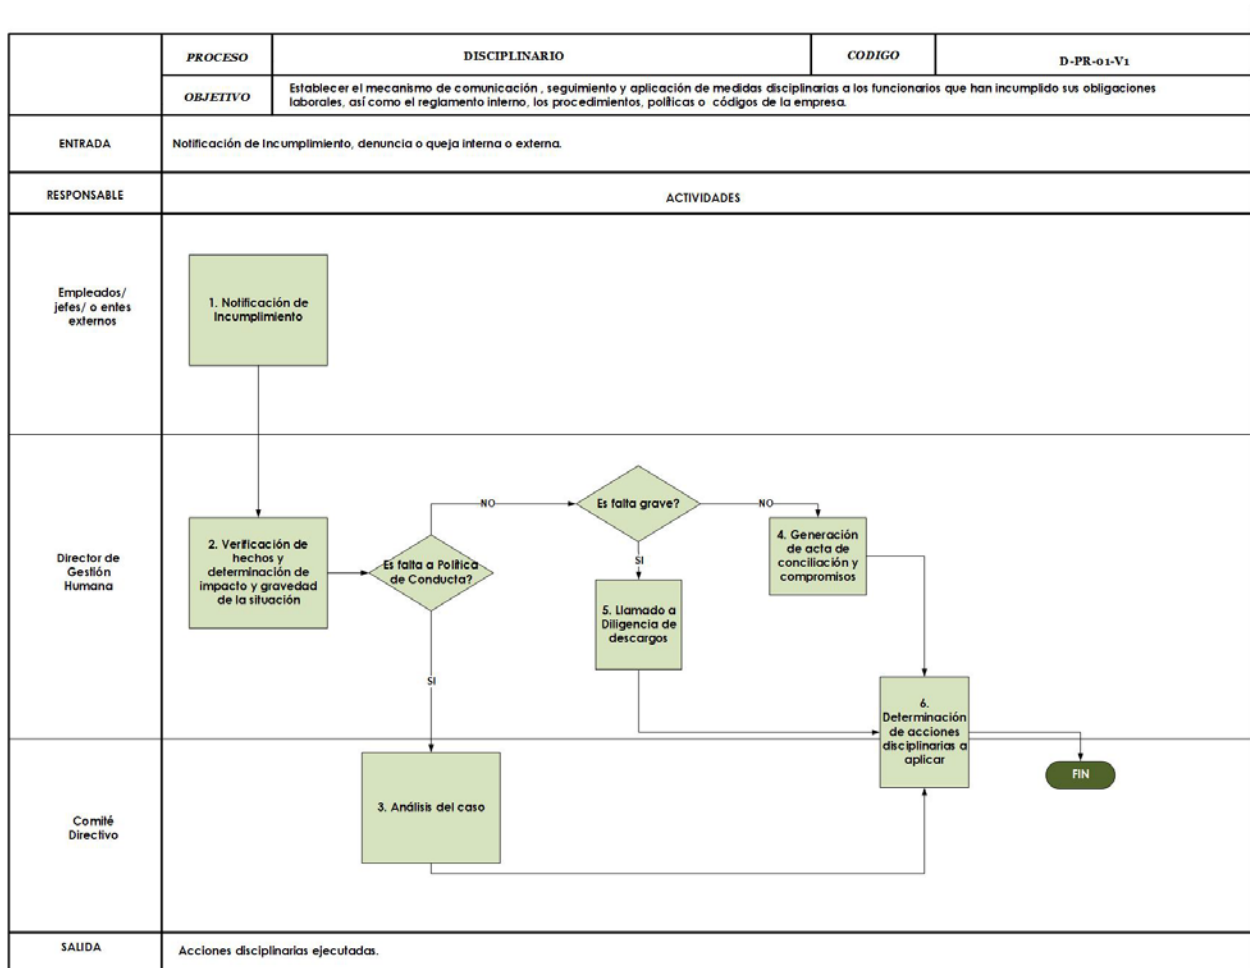 PROCESO
DISCIPLINARIO
CODIGO
D-PR-01-V1
OBJETIVO
Establecer el mecanismo de comunicación , seguimiento y aplicación de medidas disciplinarias a los funcionarios que han incumplido sus obligaciones
laborales, así como el reglamento interno, los procedimientos, políticas o códigos de la empresa.
ENTRADA
Notificación de Incumplimiento, denuncia o queja interna o externa.
RESPONSABLE
ACTIVIDADES
Empleados/
jefes/ o entes
externos
1. Notificación de
Incumplimiento
Director de
Gestión
Humana
2. Verificación de
hechos y
determinación de
impacto y gravedad
de la situación
Es falta a Política
de Conducta?
NO
Es falta grave?
NO
4. Generación
de acta de
conciliación y
compromisos
SI
5. Llamado a
Diligencia de
descargos
SI
6.
Determinación
de acciones
disciplinarias a
aplicar
FIN
Comité
Directivo
3. Análisis del caso
SALIDA
Acciones disciplinarias ejecutadas.